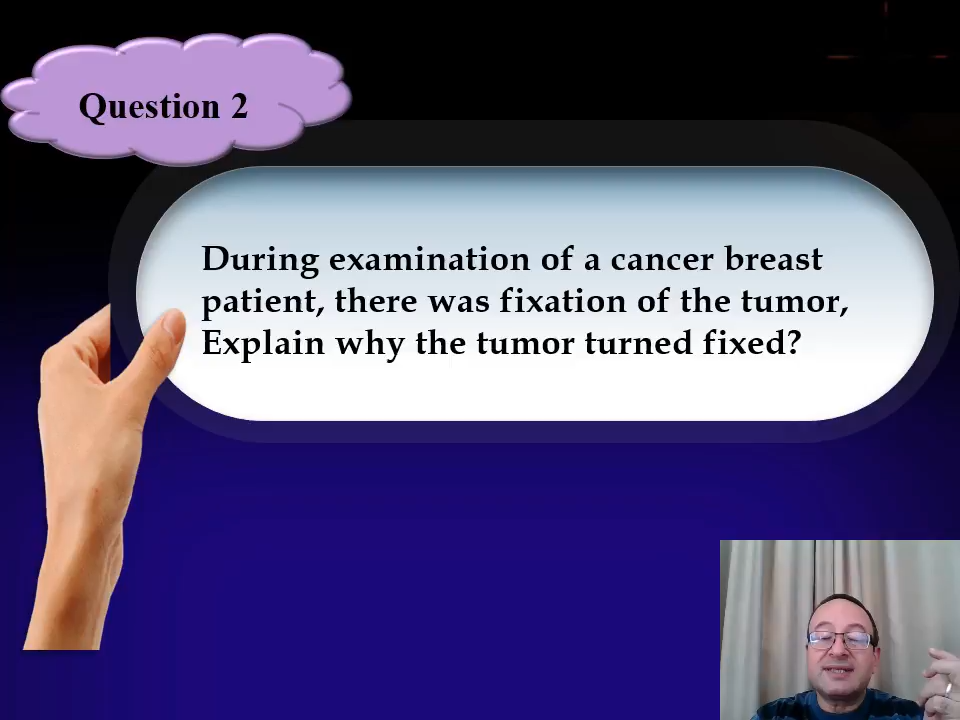 Question 2
During examination of a cancer breast
patient, there was fixation of the tumor,
Explain why the tumor turned fixed?